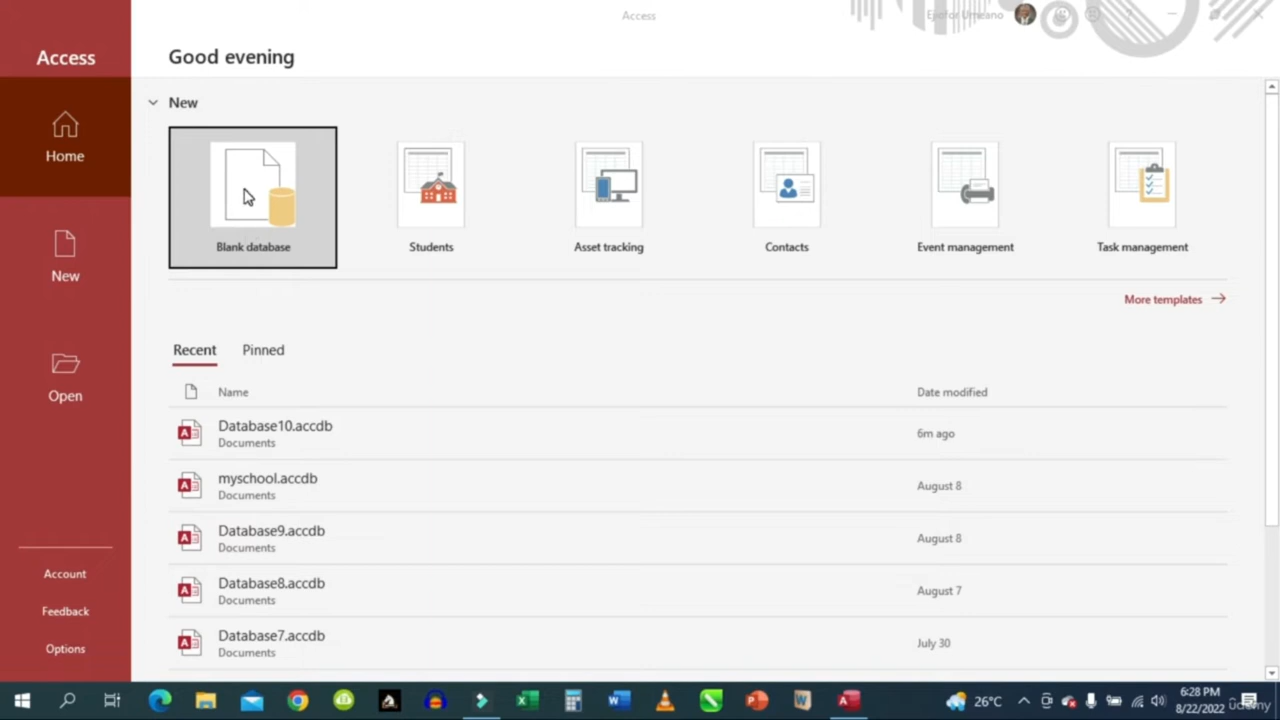 Access
Ejiofor Umeano
Access
Good evening
Home
New
Open
Account
Feedback
Options
New
Blank database
Students
Asset tracking
Contacts
Event management
Task management
More templates
Recent
Pinned
Name
Date modified
Database10.accdb
Documents
6m ago
myschool.accdb
Documents
August 8
Database9.accdb
Documents
August 8
Database8.accdb
Documents
August 7
Database7.accdb
Documents
July 30
26°C
6:28 PM
8/22/2022
udemy